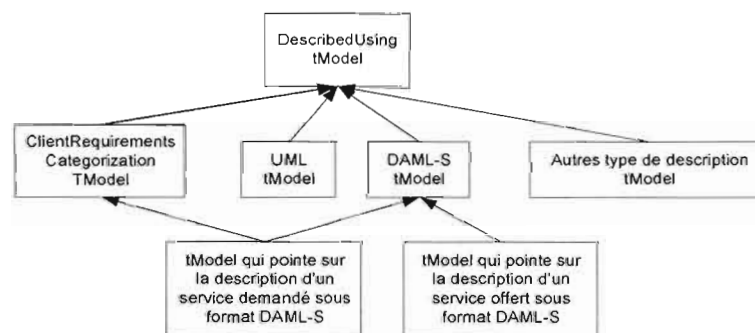 DescribedUsing
tModel
ClientRequirements
Categorization
TModel
UML
tModel
DAML-S
tModel
Autres type de description
tModel
tModel qui pointe sur
la description d'un
service demandé sous
format DAML-S
tModel qui pointe sur
la description d'un
service offert sous
format DAML-S